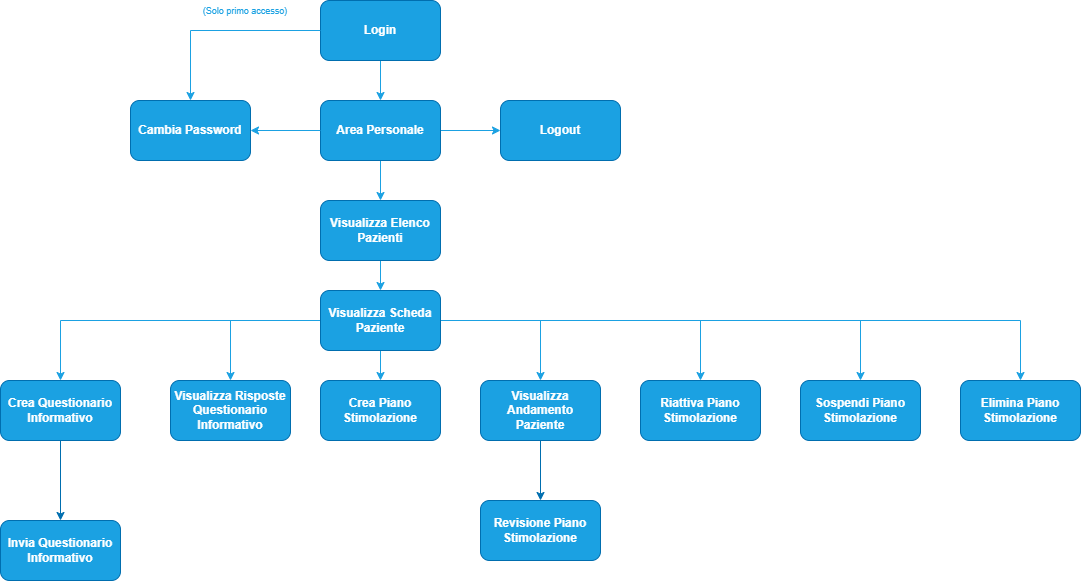 (Solo primo accesso)
Login
Cambia Password
Area Personale
Logout
Visualizza Elenco
Pazienti
Visualizza Scheda
Paziente
Crea Questionario
Informativo
Visualizza Risposte
Questionario
Informativo
Crea Piano
Stimolazione
Visualizza
Andamento
Paziente
Riattiva Piano
Stimolazione
Sospendi Piano
Stimolazione
Elimina Piano
Stimolazione
Invia Questionario
Informativo
Revisione Piano
Stimolazione